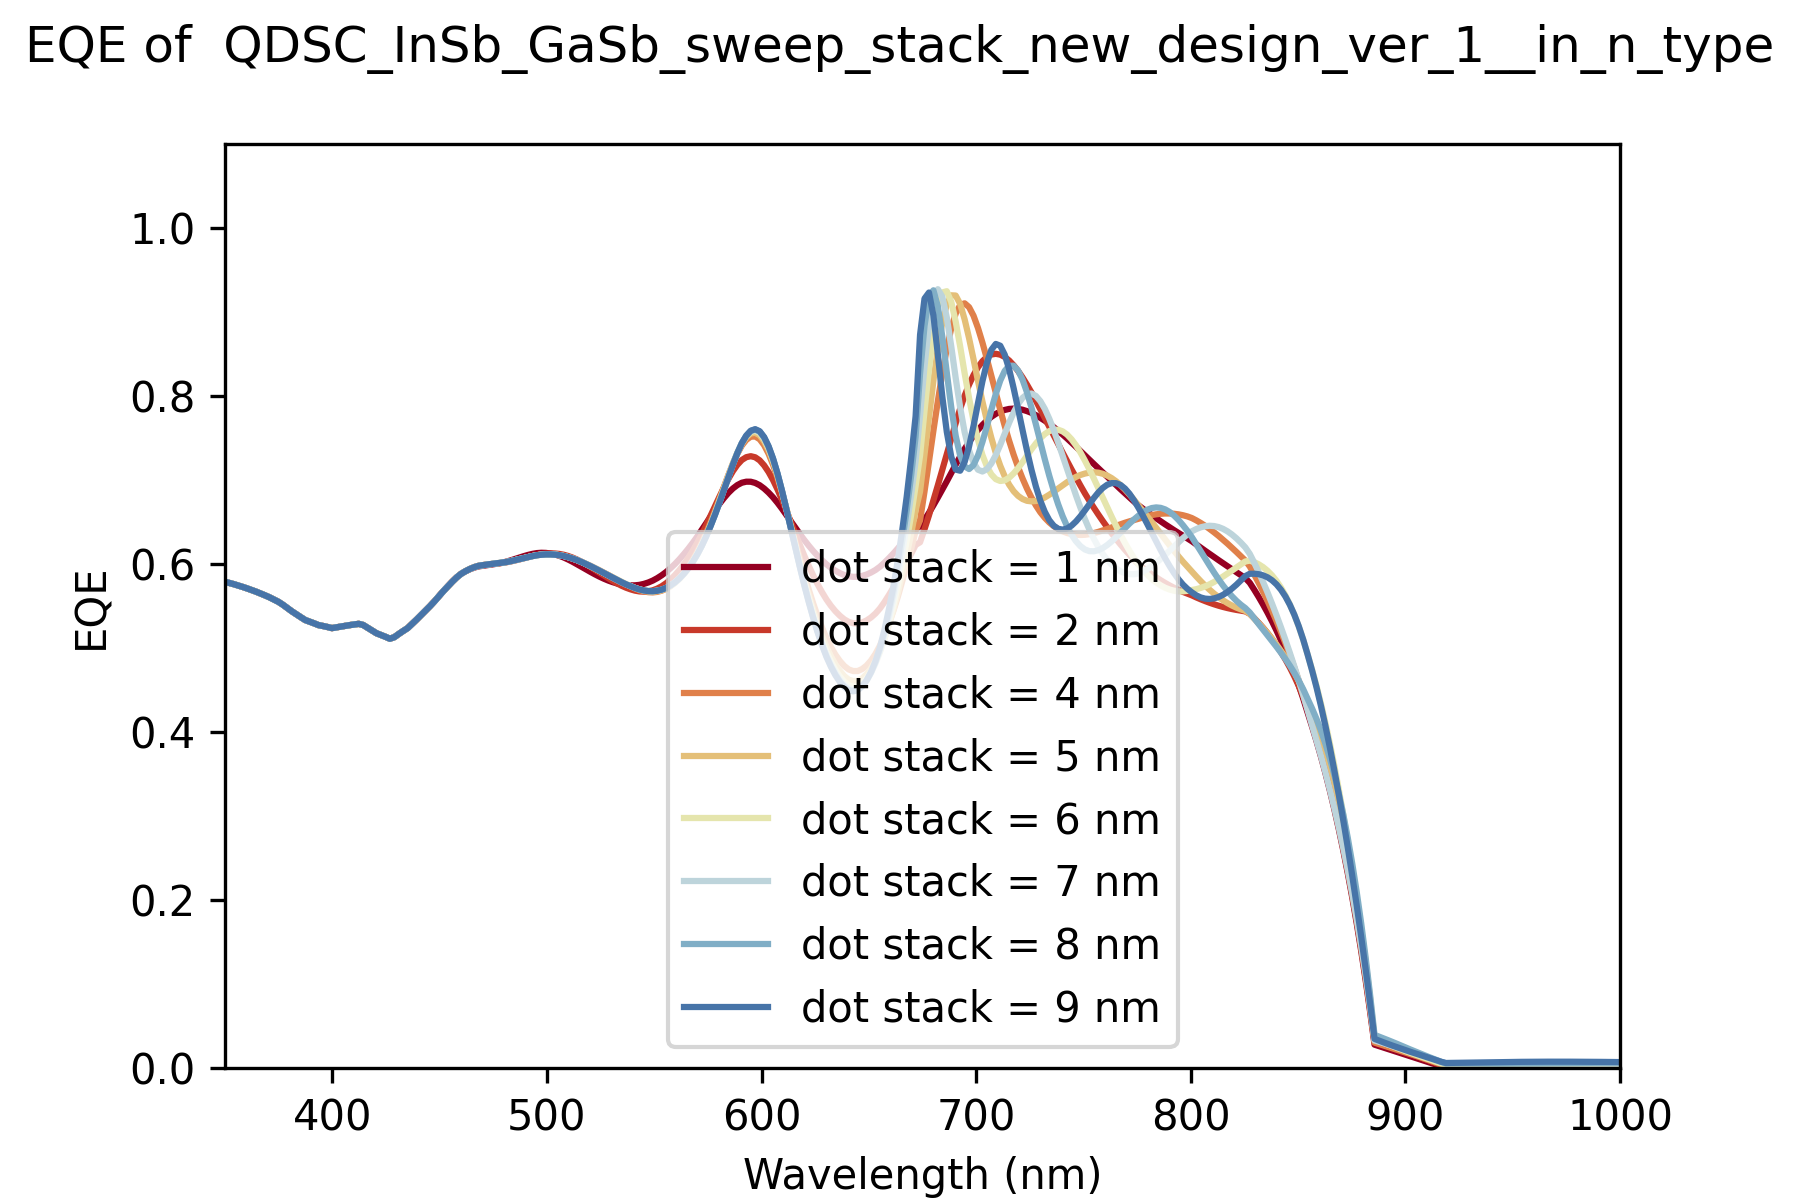 EQE of  QDSC_InSb_GaSb_sweep_stack_new_design_ver_1__in_n_type
1.0
0.8
0.6
0.4
0.2
0.0
EQE
dot stack = 1 nm
dot stack = 2 nm
dot stack = 4 nm
dot stack = 5 nm
dot stack = 6 nm
dot stack = 7 nm
dot stack = 8 nm
dot stack = 9 nm
400 500 600 700 800 900 1000
Wavelength (nm)